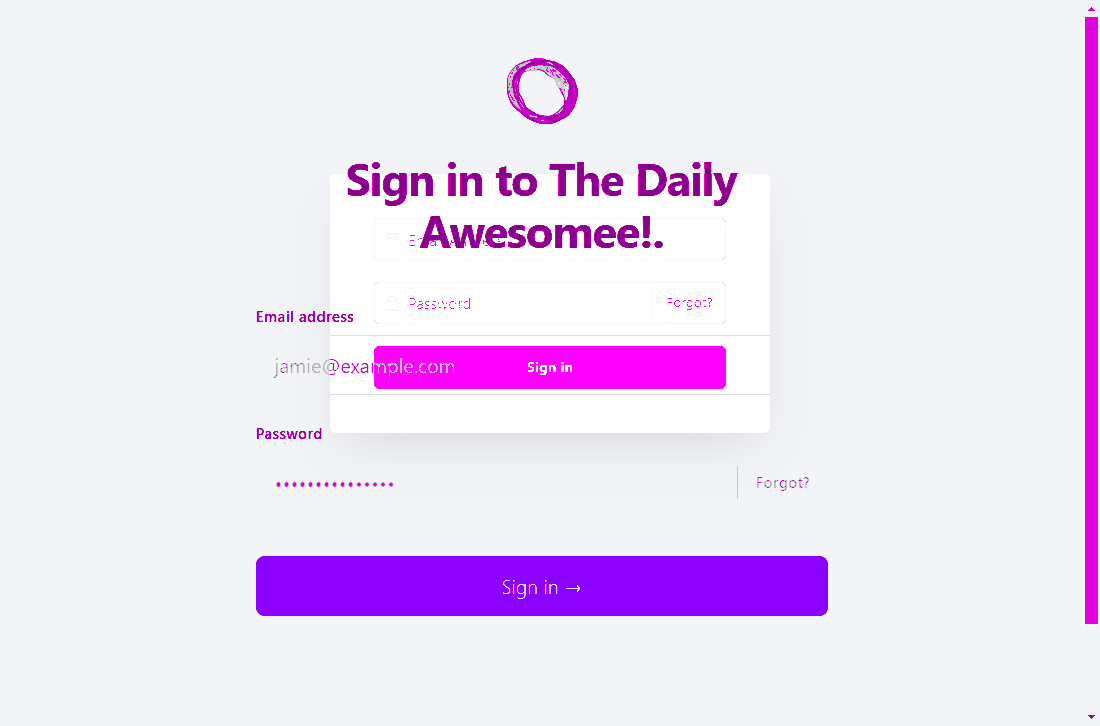 Sign in to The Daily
Awesomee!.
Password
Forgot?
Email address
jamie@example.com
Sign in
Password
Forgot?
Sign in →